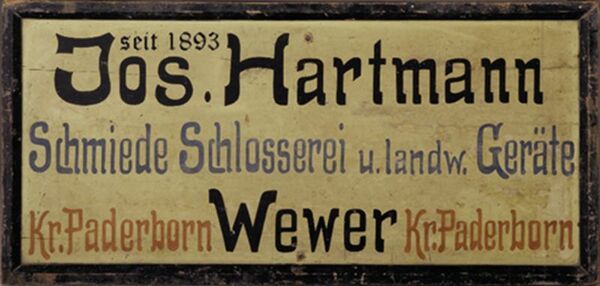 seit 1893
Jos. Hartmann
Schmiede Schlosserei u. landw. Geräte
Kr. Paderborn Wewer Kr. Paderborn